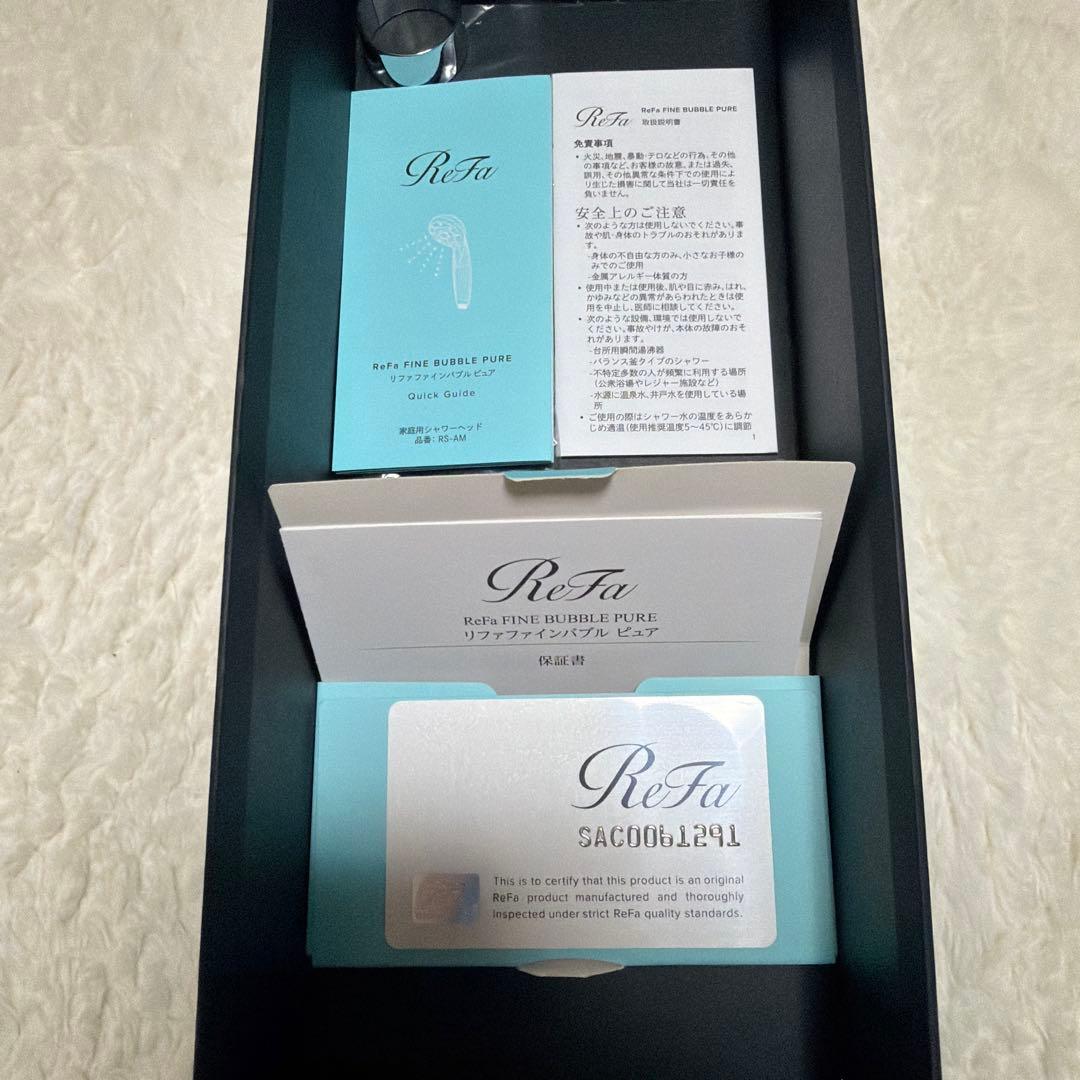 ReFa
ReFa FINE BUBBLE PURE
リファファインバブル ピュア
Quick Guide
家庭用シャワーヘッド
品番：RS-AM
ReFa
ReFa FINE BUBBLE PURE
取扱説明書
免責事項
• 火災、地震、暴動・テロなどの行為、その他
の事項など、お客様の故意、または過失、
誤用、その他異常な条件下での使用によ
り生じた損害に関して当社は一切責任を
負いません。
安全上のご注意
• 次のような方は使用しないでください。事
故や肌・身体のトラブルのおそれがありま
す。
-身体の不自由な方のみ、小さなお子様の
みでのご使用
-金属アレルギー体質の方
• 使用中または使用後、肌や目に赤み、はれ、
かゆみなどの異常があらわれたときは使
用を中止し、医師に相談してください。
• 次のような設備、環境では使用しないで
ください。事故やけが、本体の故障のおそ
れがあります。
-台所用瞬間湯沸器
-バランス釜タイプのシャワー
-不特定多数の人が頻繁に利用する場所
（公衆浴場やレジャー施設など）
-水源に温泉水、井戸水を使用している場
所
• ご使用の際はシャワー水の温度をあらか
じめ適温（使用推奨温度5～45℃）に調節
1
ReFa
ReFa FINE BUBBLE PURE
リファファインバブル ピュア
保証書
ReFa
SAC0061291
This is to certify that this product is an original
ReFa product manufactured and thoroughly
inspected under strict ReFa quality standards.